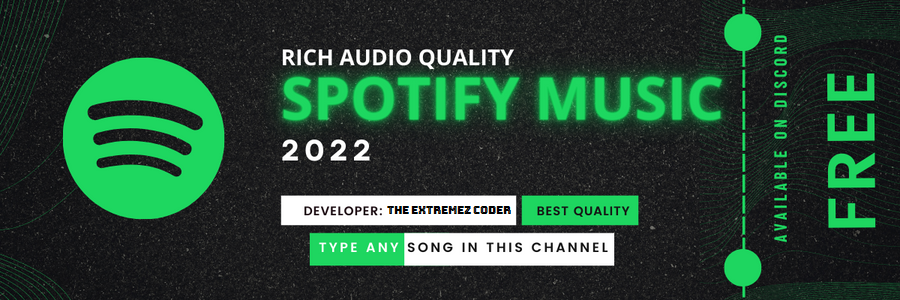 RICH AUDIO QUALITY
SPOTIFY MUSIC
2022
DEVELOPER: THE EXTREMEZ CODER
BEST QUALITY
TYPE ANY SONG IN THIS CHANNEL
AVAILABLE ON DISCORD
FREE